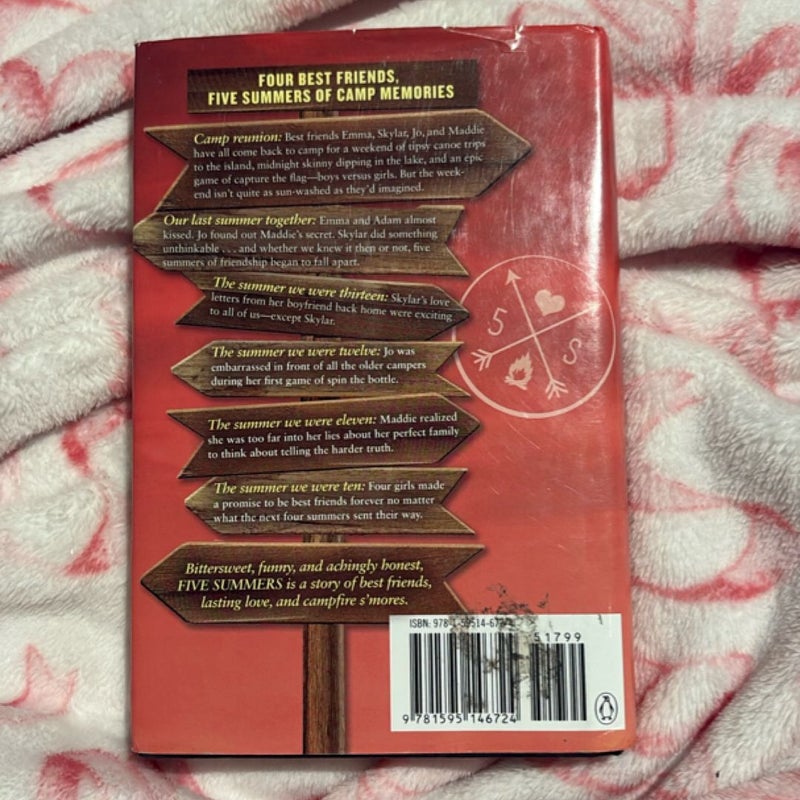 FOUR BEST FRIENDS,
FIVE SUMMERS OF CAMP MEMORIES
Camp reunion: Best friends Emma, Skylar, Jo, and Maddie
have all come back to camp for a weekend of tipsy canoe trips
to the island, midnight skinny dipping in the lake, and an epic
game of capture the flag—boys versus girls. But the week-
end isn't quite as sun-washed as they'd imagined.
Our last summer together: Emma and Adam almost
kissed. Jo found out Maddie's secret. Skylar did something
unthinkable . . . and whether we knew it then or not, five
summers of friendship began to fall apart.
The summer we were thirteen: Skylar's love
letters from her boyfriend back home were exciting
to all of us—except Skylar.
The summer we were twelve: Jo was
embarrassed in front of all the older campers
during her first game of spin the bottle.
The summer we were eleven: Maddie realized
she was too far into her lies about her perfect family
to think about telling the harder truth.
The summer we were ten: Four girls made
a promise to be best friends forever no matter
what the next four summers sent their way.
Bittersweet, funny, and achingly honest,
FIVE SUMMERS is a story of best friends,
lasting love, and campfire s'mores.
5 S
ISBN: 978-1-59514-67
51799
9 781595 146724